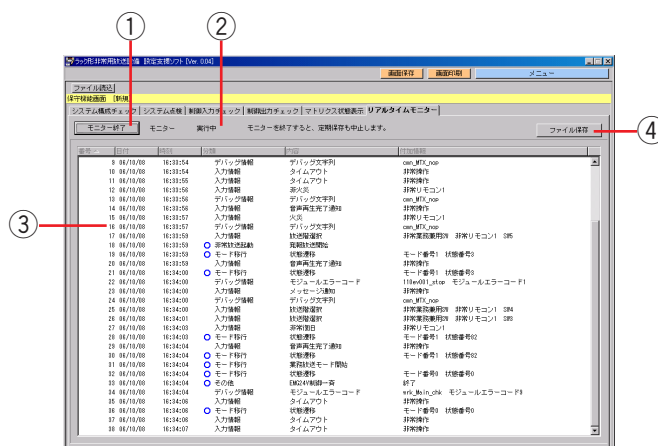 ① ②
ラック形非常用放送設備 設定支援ソフト [Ver. 0.04]
画面保存 画面印刷 メニュー
ファイル読込
保守機能画面 [新規]
システム構成チェック システム点検 制御入力チェック 制御出力チェック マトリクス状態表示 リアルタイムモニター
モニター終了 モニター 実行中 モニターを終了すると、定期保存も中止します。 ファイル保存 ④
番号 日付 時刻 分類 内容 付加情報
9 06/10/08 16:33:54 デバッグ情報 デバッグ文字列 cmn_MTX_nop
10 06/10/08 16:33:54 入力情報 タイムアウト 非常操作
11 06/10/08 16:33:55 入力情報 タイムアウト 非常操作
12 06/10/08 16:33:56 入力情報 非火災 非常リモコン1
13 06/10/08 16:33:56 デバッグ情報 デバッグ文字列 cmn_MTX_nop
14 06/10/08 16:33:56 入力情報 音声再生完了通知 非常操作
15 06/10/08 16:33:57 入力情報 火災 非常リモコン1
③ 16 06/10/08 16:33:57 デバッグ情報 デバッグ文字列 cmn_MTX_nop
17 06/10/08 16:33:59 入力情報 放送階選択 非常業務兼用SW 非常リモコン1 SW5
18 06/10/08 16:33:59 非常放送起動 発報放送開始
19 06/10/08 16:33:59 モード移行 状態遷移 モード番号1 状態番号3
20 06/10/08 16:33:59 入力情報 音声再生完了通知 非常操作
21 06/10/08 16:34:00 モード移行 状態遷移 モード番号1 状態番号3
22 06/10/08 16:34:00 デバッグ情報 モジュールエラーコード 110ev001_stop モジュールエラーコード1
23 06/10/08 16:34:00 入力情報 メッセージ通知 非常操作
24 06/10/08 16:34:00 デバッグ情報 デバッグ文字列 cmn_MTX_nop
25 06/10/08 16:34:00 入力情報 放送階選択 非常業務兼用SW 非常リモコン1 SW4
26 06/10/08 16:34:01 入力情報 放送階選択 非常業務兼用SW 非常リモコン1 SW3
27 06/10/08 16:34:03 入力情報 非常復旧 非常リモコン1
28 06/10/08 16:34:03 モード移行 状態遷移 モード番号1 状態番号82
29 06/10/08 16:34:04 入力情報 音声再生完了通知 非常操作
30 06/10/08 16:34:04 モード移行 状態遷移 モード番号1 状態番号82
31 06/10/08 16:34:04 モード移行 業務放送モード開始
32 06/10/08 16:34:04 モード移行 状態遷移 モード番号0 状態番号0
33 06/10/08 16:34:04 その他 EMG24V制御一斉 終了
34 06/10/08 16:34:04 デバッグ情報 モジュールエラーコード mrk_Main_chk モジュールエラーコード9
35 06/10/08 16:34:06 入力情報 タイムアウト 非常操作
36 06/10/08 16:34:06 モード移行 状態遷移 モード番号0 状態番号0
37 06/10/08 16:34:06 入力情報 タイムアウト 非常操作
38 06/10/08 16:34:07 入力情報 タイムアウト 非常操作